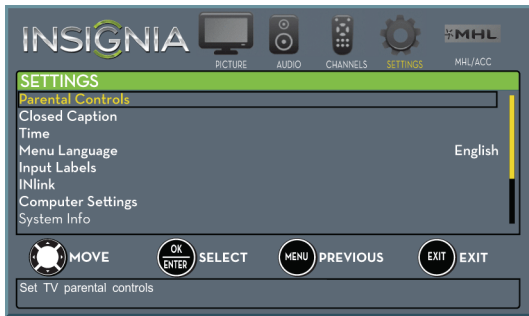 INSIGNIA
PICTURE AUDIO CHANNELS SETTINGS MHL MHL/ACC
SETTINGS
Parental Controls
Closed Caption
Time
Menu Language English
Input Labels
INlink
Computer Settings
System Info
MOVE OK ENTER SELECT MENU PREVIOUS EXIT EXIT
Set TV parental controls